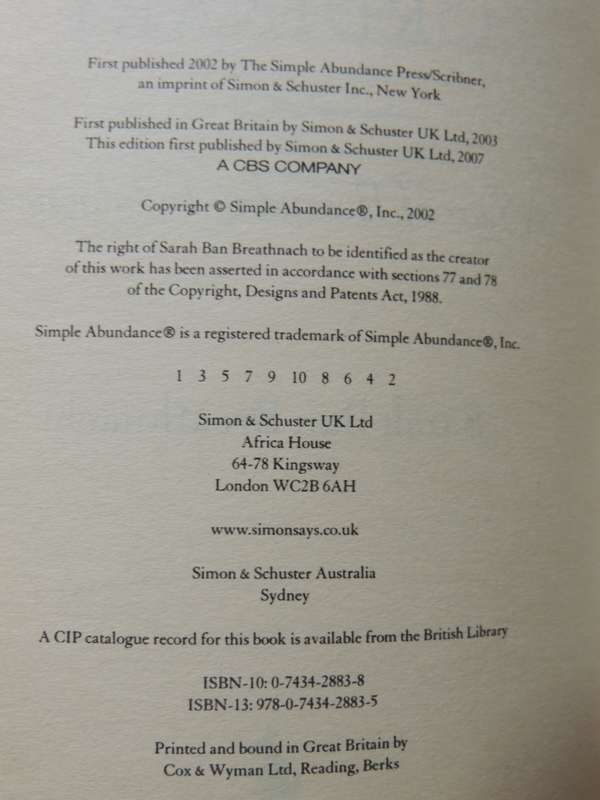 First published 2002 by The Simple Abundance Press/Scribner,
an imprint of Simon & Schuster Inc., New York
First published in Great Britain by Simon & Schuster UK Ltd, 2003
This edition first published by Simon & Schuster UK Ltd, 2007
A CBS COMPANY
Copyright © Simple Abundance®, Inc., 2002
The right of Sarah Ban Breathnach to be identified as the creator
of this work has been asserted in accordance with sections 77 and 78
of the Copyright, Designs and Patents Act, 1988.
Simple Abundance® is a registered trademark of Simple Abundance®, Inc.
1 3 5 7 9 10 8 6 4 2
Simon & Schuster UK Ltd
Africa House
64-78 Kingsway
London WC2B 6AH
www.simonsays.co.uk
Simon & Schuster Australia
Sydney
A CIP catalogue record for this book is available from the British Library
ISBN-10: 0-7434-2883-8
ISBN-13: 978-0-7434-2883-5
Printed and bound in Great Britain by
Cox & Wyman Ltd, Reading, Berks